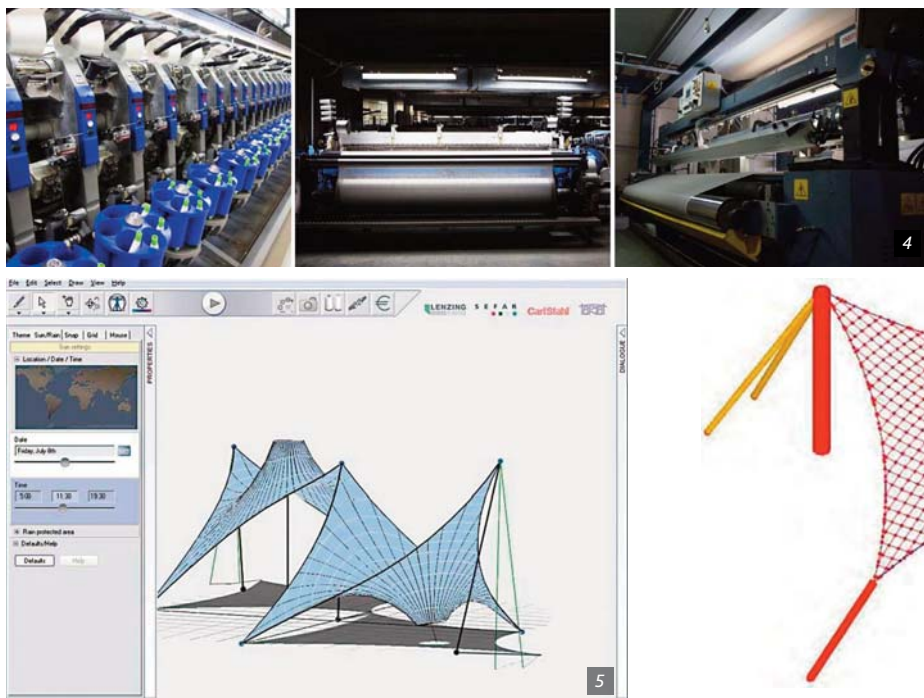 4
File Edit Select Draw View Help
LENZING SEFAR CarlStahl
Theme Sun/Rain Snap Grid Mouse
Sun settings
Location / Date / Time
Date
Friday, July 8th
Time
5:00 11:30 19:30
Rain protected area
Defaults/Help
Defaults Help
PROPERTIES
DIALOGUE
5